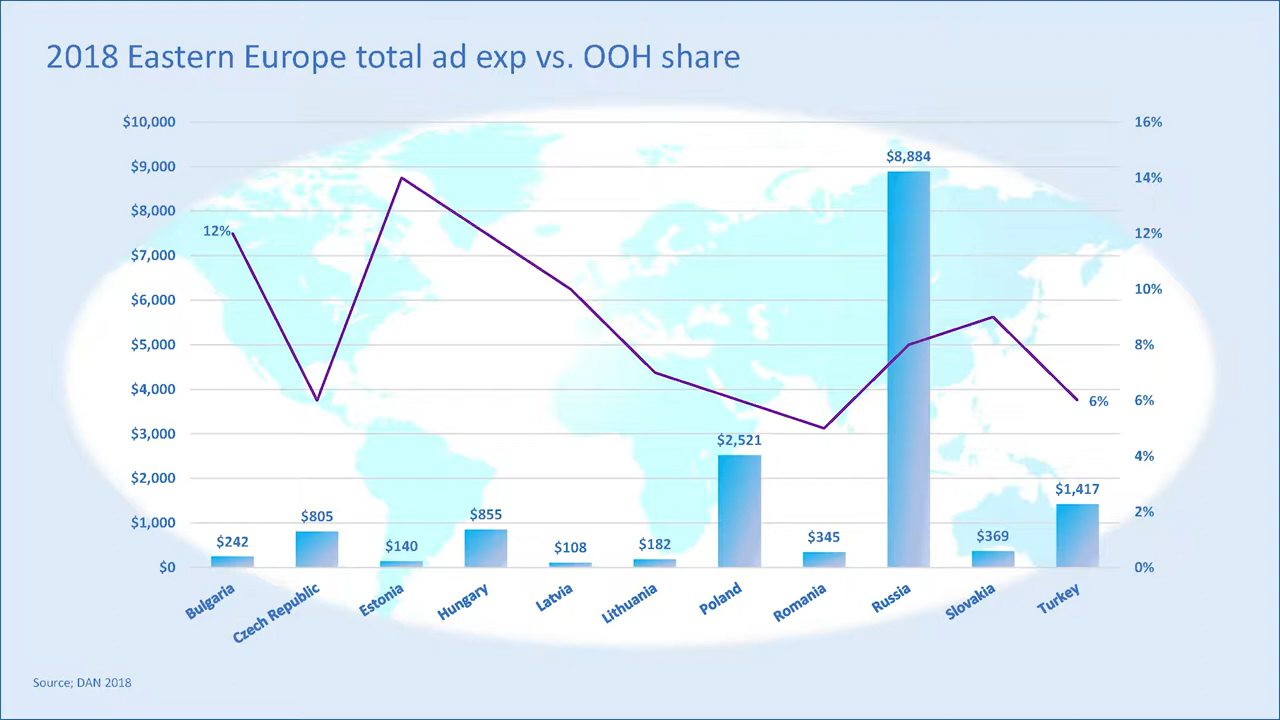 2018 Eastern Europe total ad exp vs. OOH share
$10,000
$9,000
$8,000
$7,000
$6,000
$5,000
$4,000
$3,000
$2,000
$1,000
$0
16%
14%
12%
10%
8%
6%
4%
2%
0%
12%
6%
$242
$805
$140
$855
$108
$182
$2,521
$345
$8,884
$369
$1,417
Bulgaria
Czech Republic
Estonia
Hungary
Latvia
Lithuania
Poland
Romania
Russia
Slovakia
Turkey
Source; DAN 2018